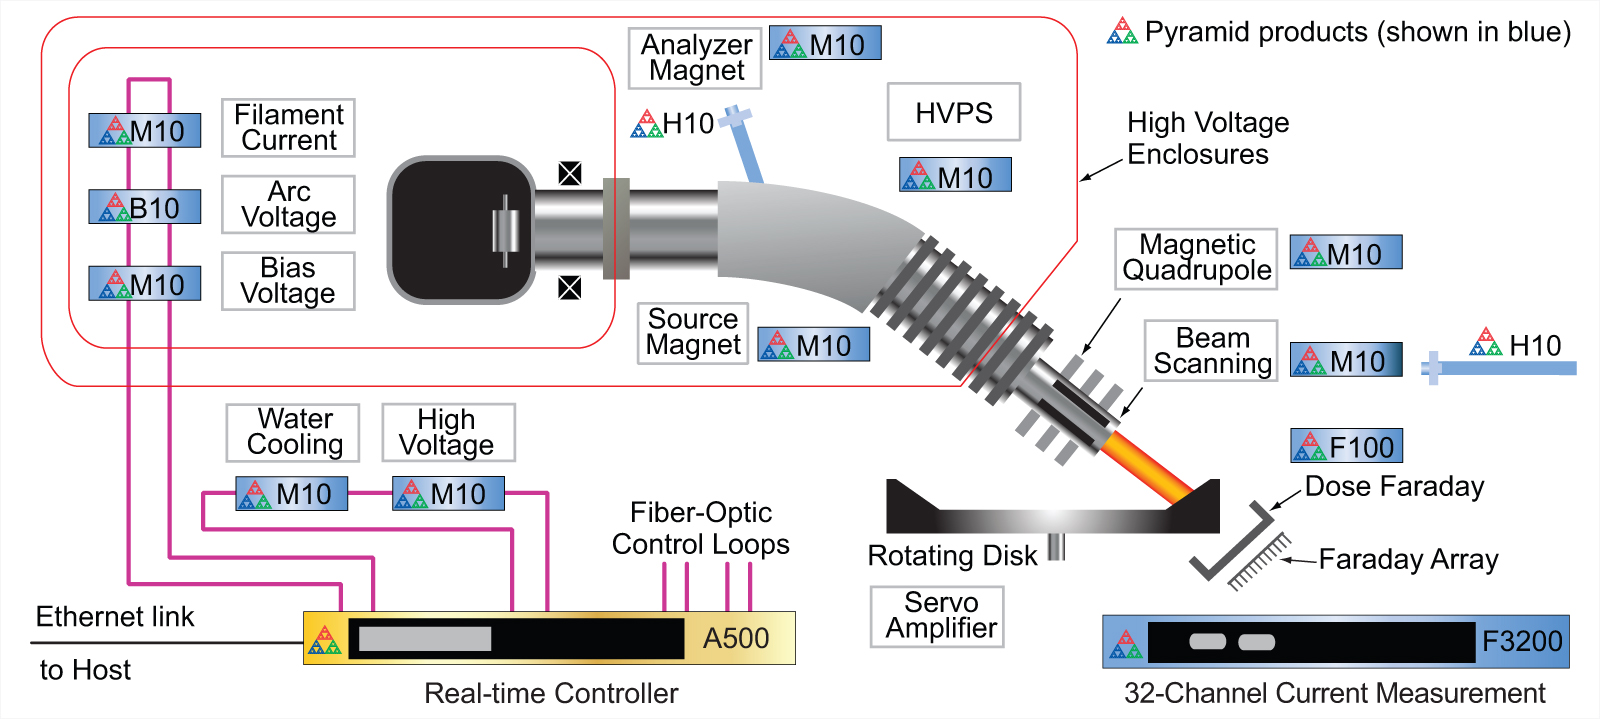 Pyramid products (shown in blue)
Analyzer
Magnet
M10
H10
HVPS
M10
High Voltage
Enclosures
M10
Filament
Current
B10
Arc
Voltage
M10
Bias
Voltage
Source
Magnet
M10
Magnetic
Quadrupole
M10
Beam
Scanning
M10
H10
F100
Dose Faraday
Faraday Array
Water
Cooling
M10
High
Voltage
M10
Fiber-Optic
Control Loops
Rotating Disk
Servo
Amplifier
Ethernet link
to Host
A500
Real-time Controller
F3200
32-Channel Current Measurement